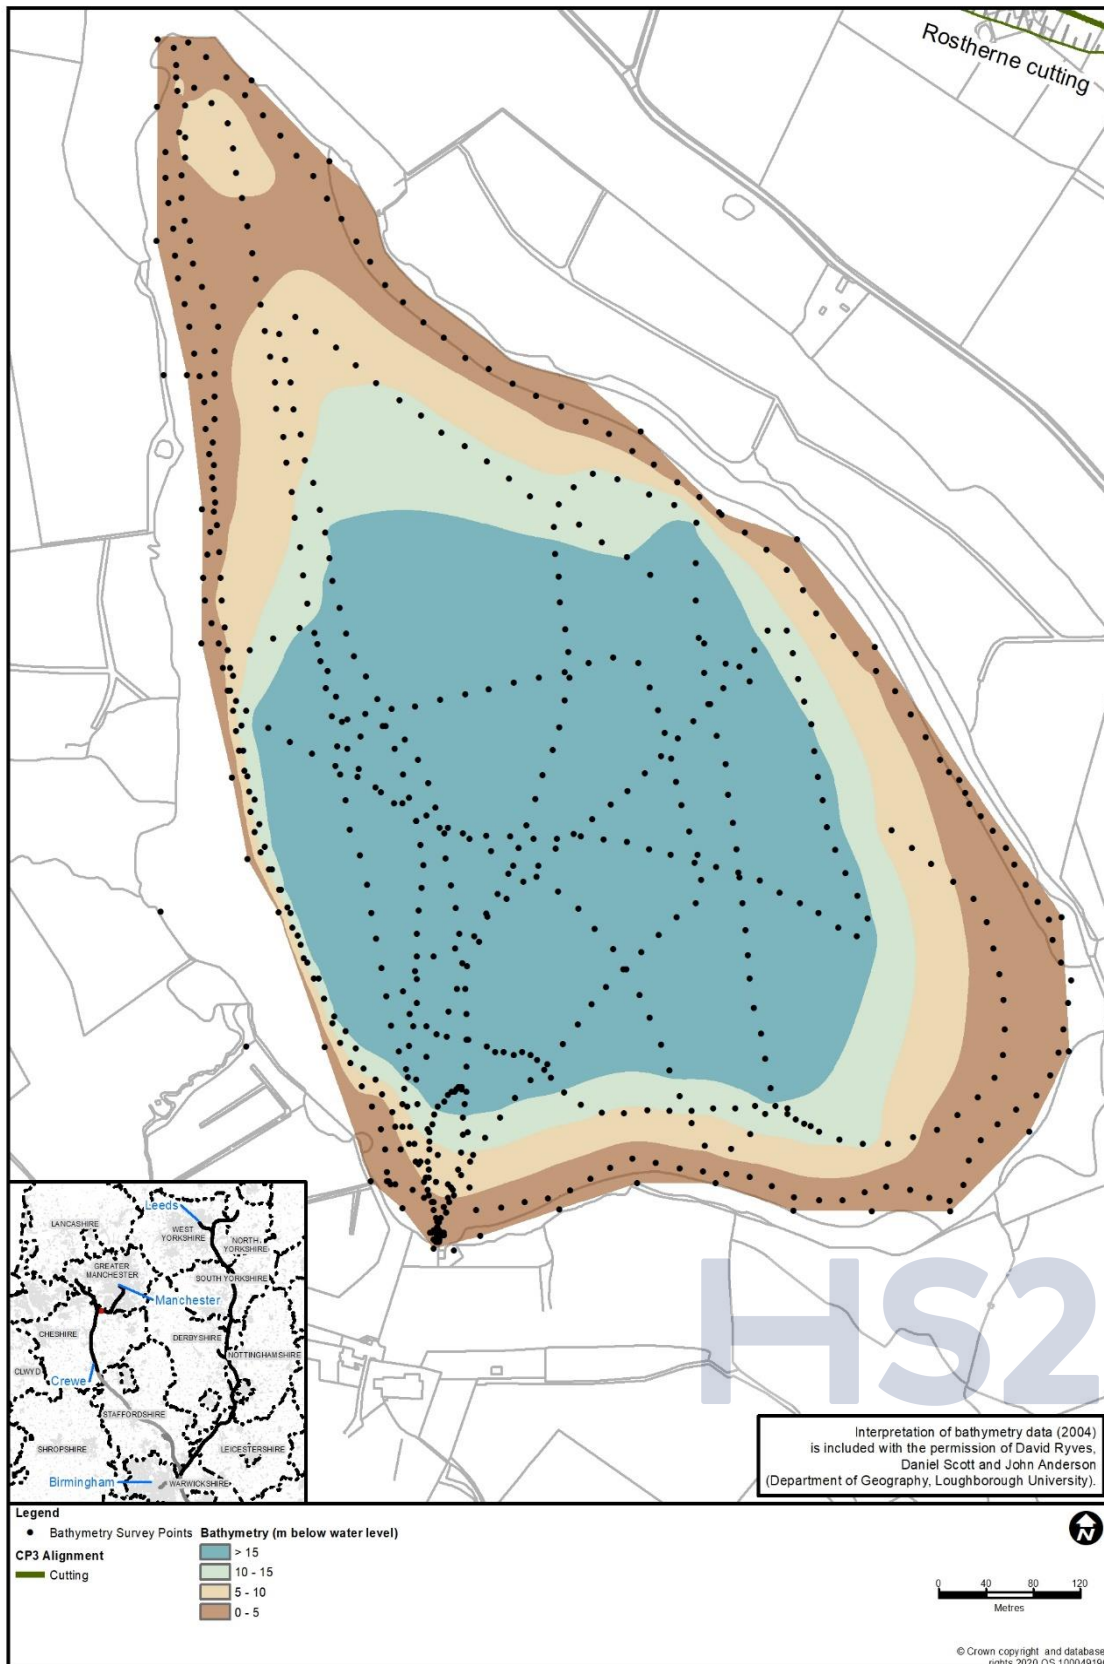 Rostherne cutting
HS2
LANCASHIRE
Leeds
WEST
YORKSHIRE
NORTH
YORKSHIRE
GREATER
MANCHESTER
SOUTH YORKSHIRE
Manchester
CHESHIRE
DERBYSHIRE
NOTTINGHAMSHIRE
CLWYD
Crewe
STAFFORDSHIRE
SHROPSHIRE
LEICESTERSHIRE
Birmingham
WARWICKSHIRE
Interpretation of bathymetry data (2004)
is included with the permission of David Ryves,
Daniel Scott and John Anderson
(Department of Geography, Loughborough University).
Legend
Bathymetry Survey Points
CP3 Alignment
Cutting
Bathymetry (m below water level)
> 15
10 - 15
5 - 10
0 - 5
N
0 40 80 120
Metres
© Crown copyright and database
rights 2020 OS